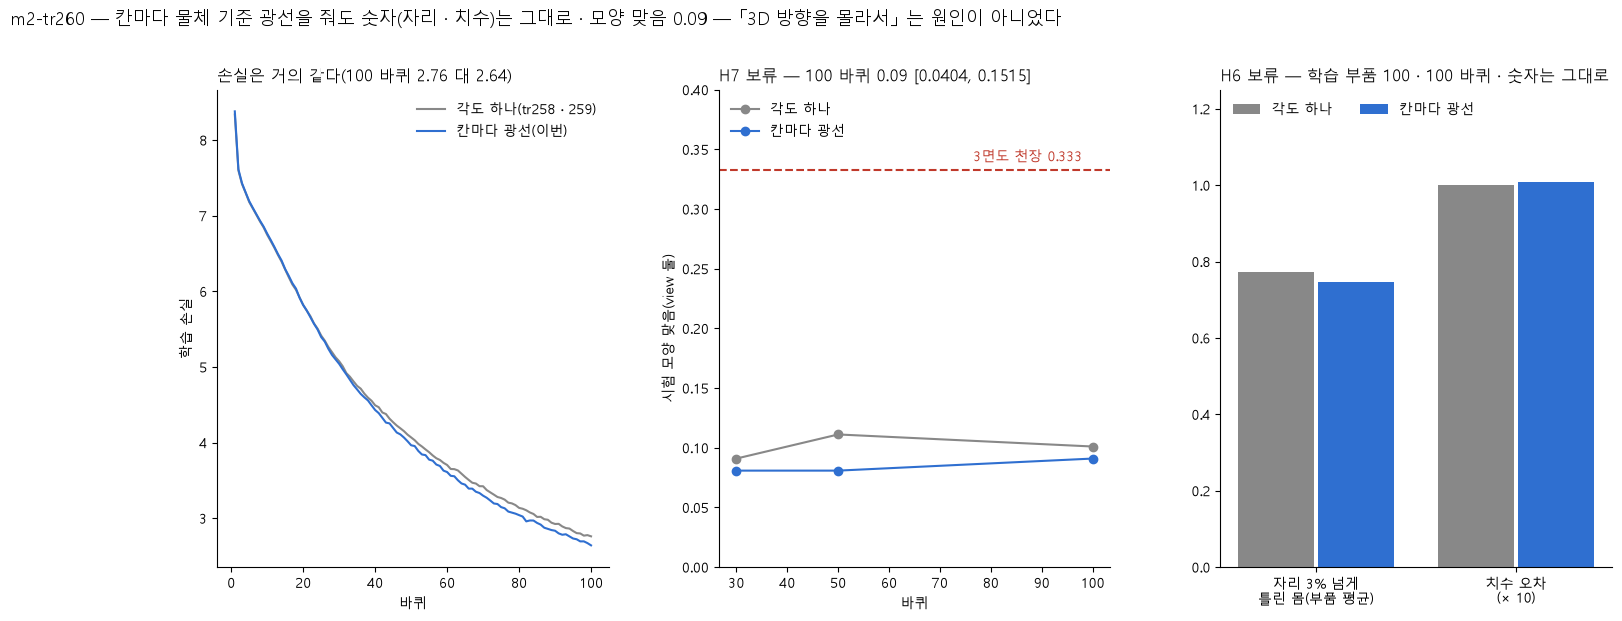 m2-tr260 — 칸마다 물체 기준 광선을 줘도 숫자(자리 · 치수)는 그대로 · 모양 맞음 0.09 — 「3D 방향을 몰라서」 는 원인이 아니었다
손실은 거의 같다(100 바퀴 2.76 대 2.64)
각도 하나(tr258 · 259)
칸마다 광선(이번)
학습 손실
8
7
6
5
4
3
0 20 40 60 80 100
바퀴
H7 보류 — 100 바퀴 0.09 [0.0404, 0.1515]
각도 하나
칸마다 광선
3면도 천장 0.333
시험 모양 맞음(view 둘)
0.40
0.35
0.30
0.25
0.20
0.15
0.10
0.05
0.00
30 40 50 60 70 80 90 100
바퀴
H6 보류 — 학습 부품 100 · 100 바퀴 · 숫자는 그대로
각도 하나 칸마다 광선
1.2
1.0
0.8
0.6
0.4
0.2
0.0
자리 3% 넘게
틀린 몸(부품 평균)
치수 오차
(× 10)